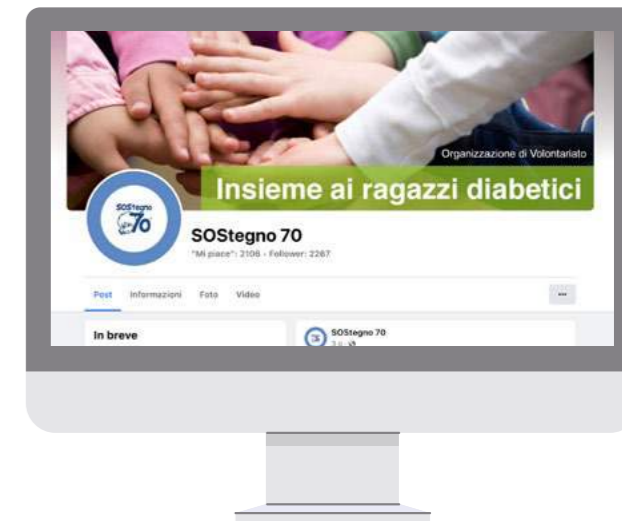 Organizzazione di Volontariato
Insieme ai ragazzi diabetici
SOStegno
70
SOStegno 70
"Mi piace": 2106 • Follower: 2267
Post Informazioni Foto Video
In breve
SOStegno 70